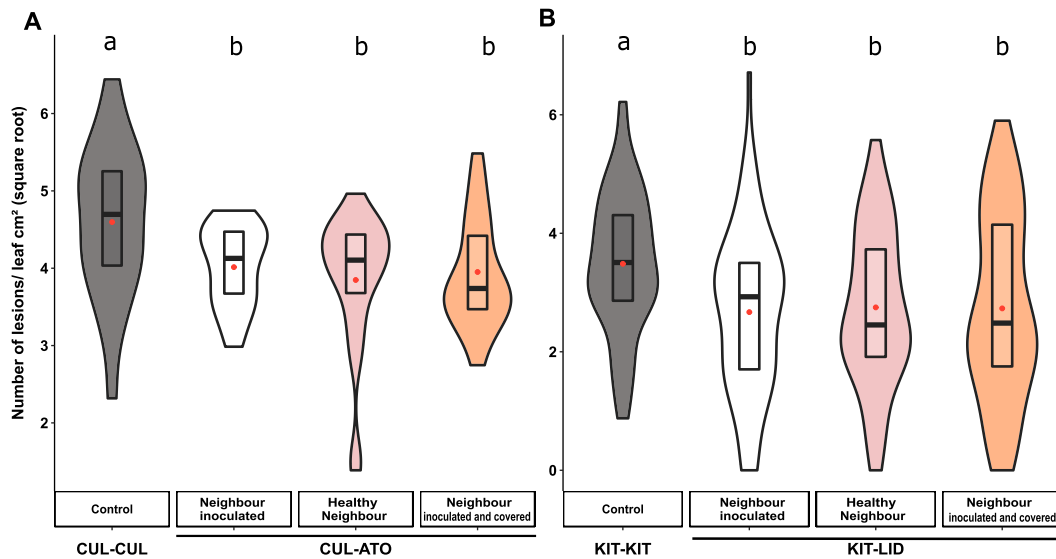 A
a
b
b
b
Number of lesions/ leaf cm² (square root)
6
5
4
3
2
Control
Neighbour
inoculated
Healthy
Neighbour
Neighbour
inoculated and covered
CUL-CUL
CUL-ATO
B
a
b
b
b
6
4
2
0
Control
Neighbour
inoculated
Healthy
Neighbour
Neighbour
inoculated and covered
KIT-KIT
KIT-LID